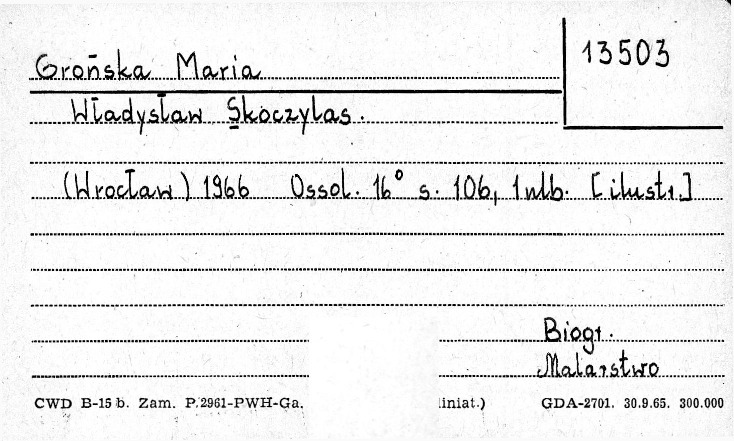 13503
Grońska Maria
Władysław Skoczylas.
(Wrocław) 1966 Ossol. 16° s. 106, 1 nlb. [ilustr.]
Biogr.
Malarstwo
CWD B-15 b. Zam. P.2961-PWH-Ga. liniat.) GDA-2701. 30.9.65. 300.000